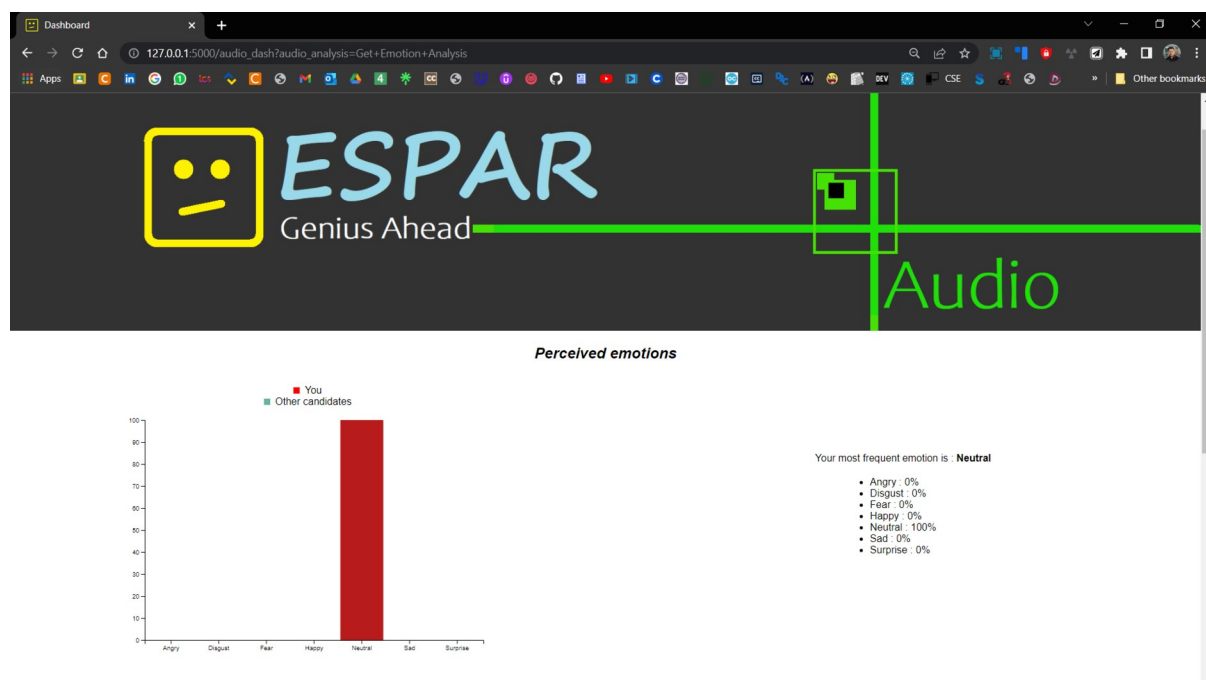 Dashboard
127.0.0.1:5000/audio_dash?audio_analysis=Get+Emotion+Analysis
Apps
CSE
Other bookmarks
ESPAR
Genius Ahead
Audio
Perceived emotions
You
Other candidates
100
90
80
70
60
50
40
30
20
10
0
Angry Disgust Fear Happy Neutral Sad Surprise
Your most frequent emotion is : Neutral
Angry : 0%
Disgust : 0%
Fear : 0%
Happy : 0%
Neutral : 100%
Sad : 0%
Surprise : 0%